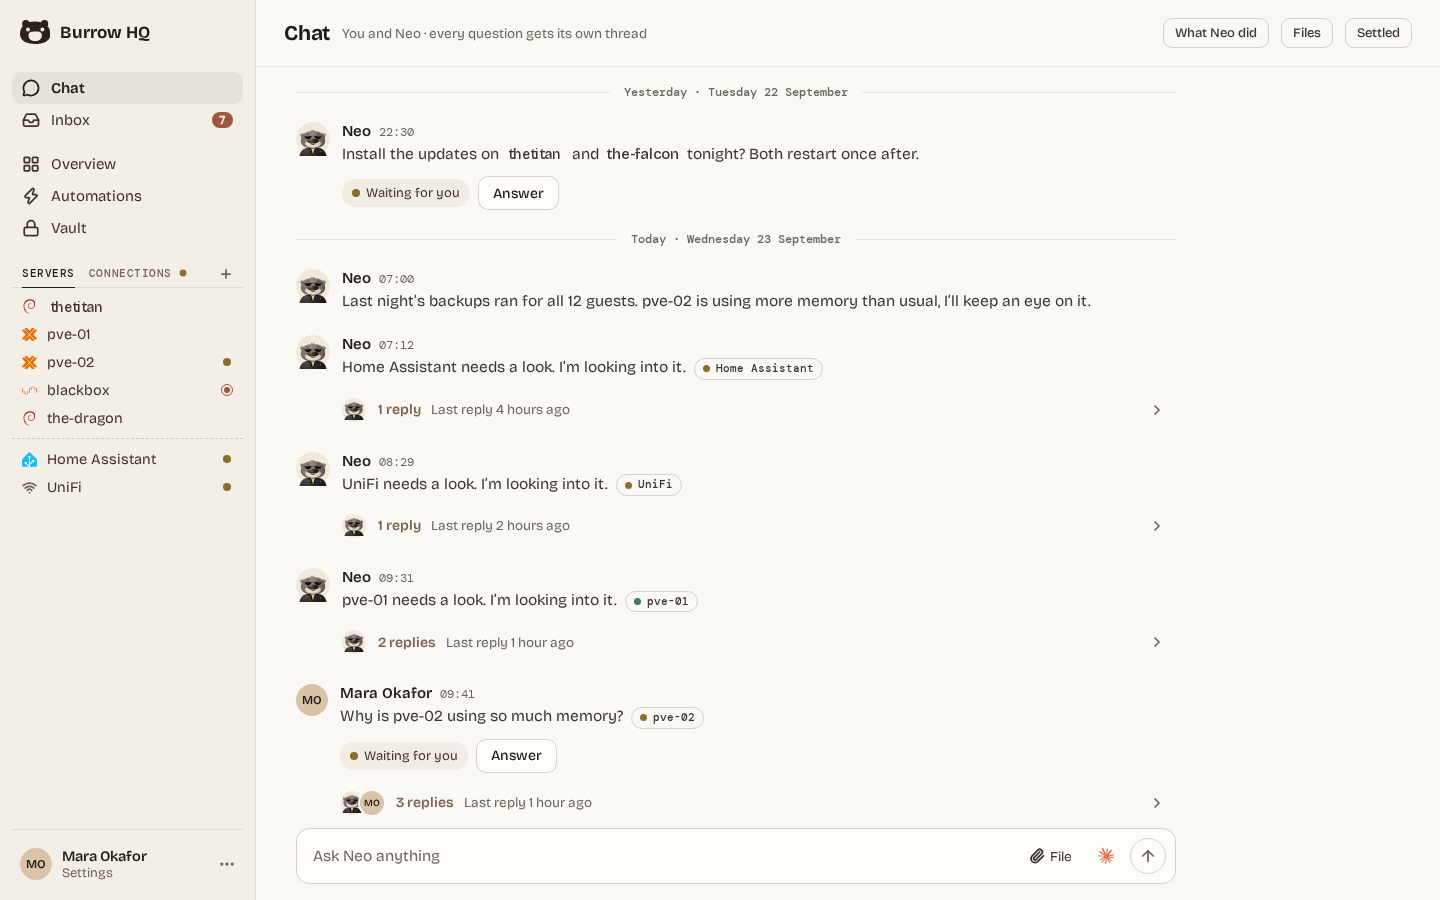 Burrow HQ
Chat
Inbox
7
Overview
Automations
Vault
SERVERS
CONNECTIONS
thetitan
pve-01
pve-02
blackbox
the-dragon
Home Assistant
UniFi
MO
Mara Okafor
Settings
Chat
You and Neo · every question gets its own thread
What Neo did
Files
Settled
Yesterday · Tuesday 22 September
Neo 22:30
Install the updates on thetitan and the-falcon tonight? Both restart once after.
Waiting for you
Answer
Today · Wednesday 23 September
Neo 07:00
Last night's backups ran for all 12 guests. pve-02 is using more memory than usual, I'll keep an eye on it.
Neo 07:12
Home Assistant needs a look. I'm looking into it. Home Assistant
1 reply Last reply 4 hours ago
Neo 08:29
UniFi needs a look. I'm looking into it. UniFi
1 reply Last reply 2 hours ago
Neo 09:31
pve-01 needs a look. I'm looking into it. pve-01
2 replies Last reply 1 hour ago
MO
Mara Okafor 09:41
Why is pve-02 using so much memory? pve-02
Waiting for you
Answer
MO
3 replies Last reply 1 hour ago
Ask Neo anything
File